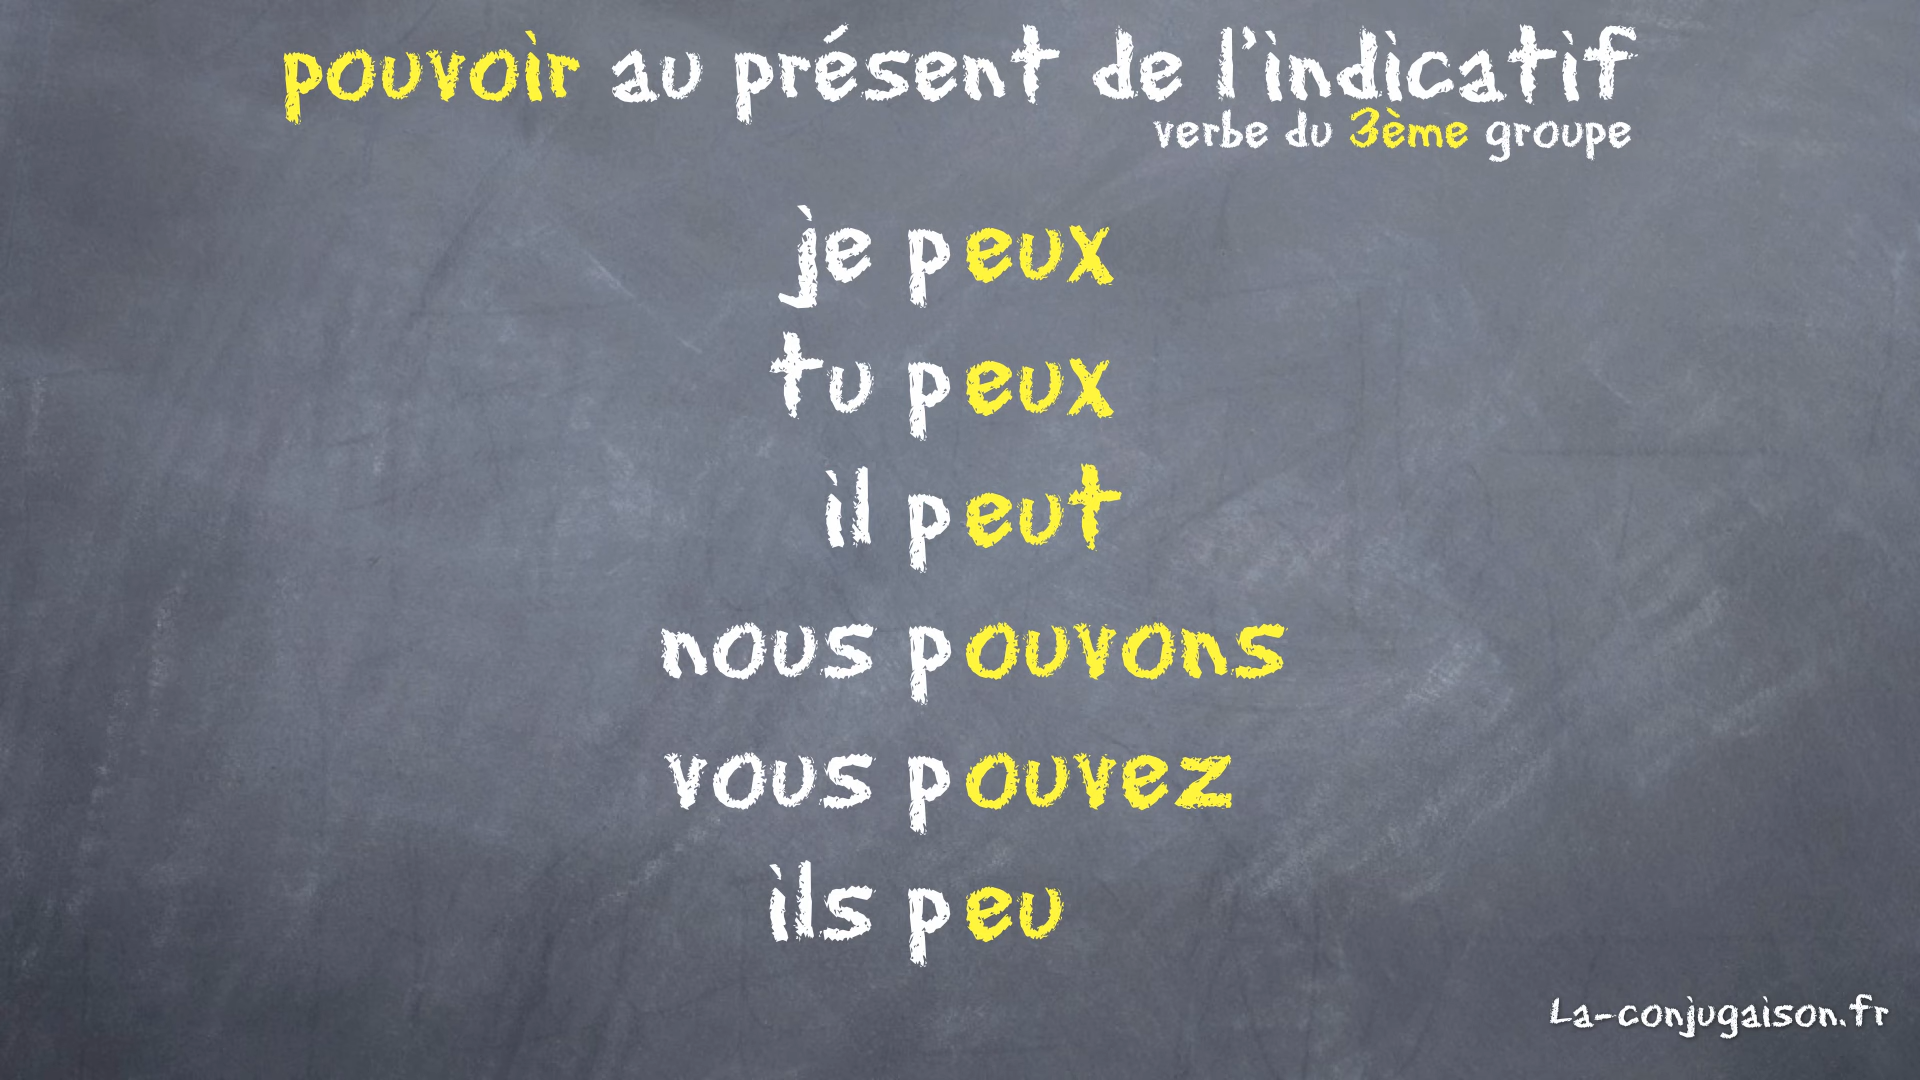 pouvoir au présent de l'indicatif
verbe du 3ème groupe
je peux
tu peux
il peut
nous pouvons
vous pouvez
ils peu
La-conjugaison.fr